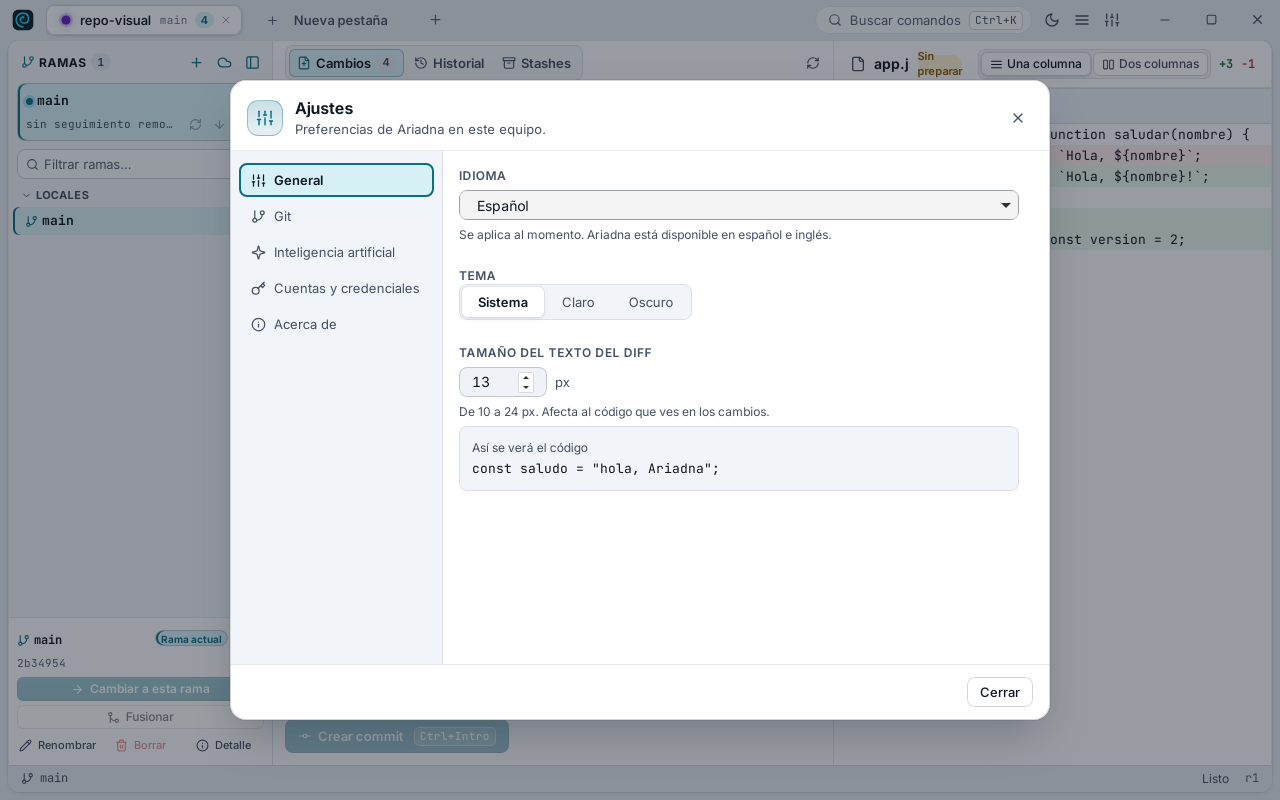 repo-visual main 4
Nueva pestaña
Buscar comandos Ctrl+K
RAMAS 1
Cambios 4
Historial
Stashes
app.j
Sin preparar
Una columna
Dos columnas
+3 -1
main
sin seguimiento remo…
Filtrar ramas…
LOCALES
main
Ajustes
Preferencias de Ariadna en este equipo.
General
Git
Inteligencia artificial
Cuentas y credenciales
Acerca de
IDIOMA
Español
Se aplica al momento. Ariadna está disponible en español e inglés.
TEMA
Sistema Claro Oscuro
TAMAÑO DEL TEXTO DEL DIFF
13 px
De 10 a 24 px. Afecta al código que ves en los cambios.
Así se verá el código
const saludo = "hola, Ariadna";
Cerrar
unction saludar(nombre) {
`Hola, ${nombre}`;
`Hola, ${nombre}!`;
onst version = 2;
main Rama actual
2b34954
Cambiar a esta rama
Fusionar
Renombrar Borrar Detalle
Crear commit Ctrl+Intro
main
Listo r1